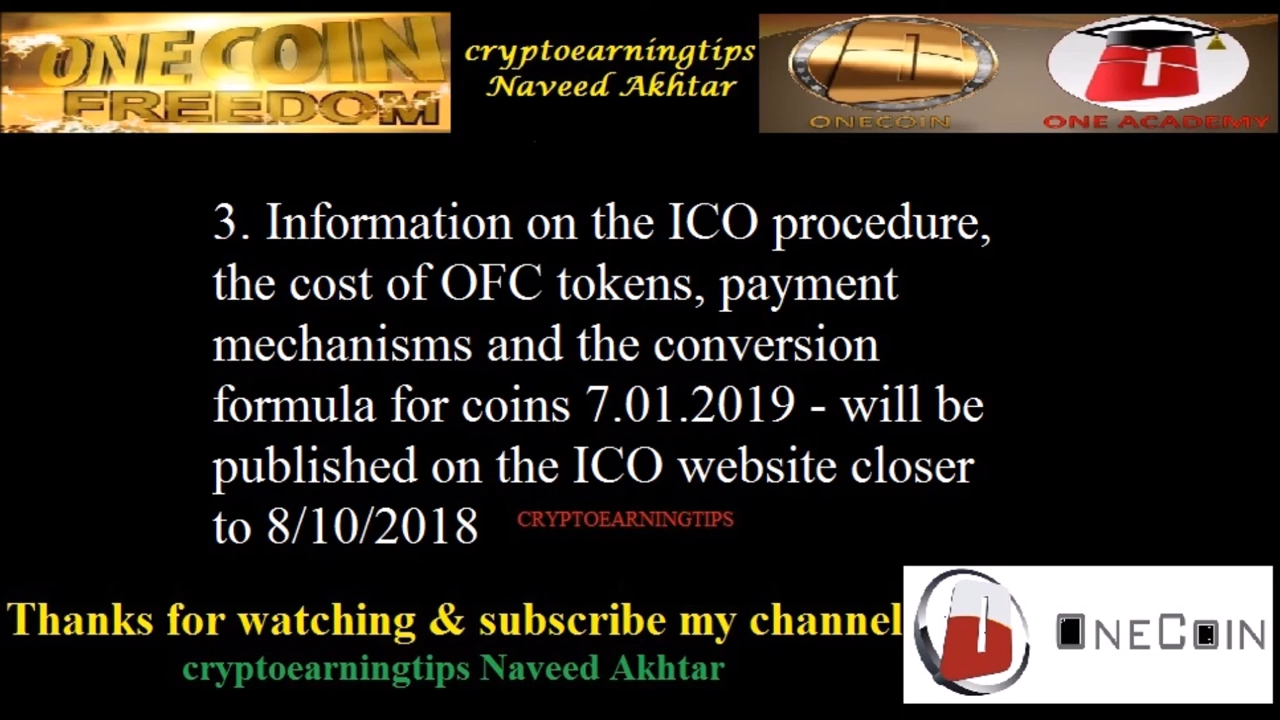 ONE COIN
FREEDOM
cryptoearningtips
Naveed Akhtar
ONECOIN
ONE ACADEMY
3. Information on the ICO procedure,
the cost of OFC tokens, payment
mechanisms and the conversion
formula for coins 7.01.2019 - will be
published on the ICO website closer
to 8/10/2018
CRYPTOEARNINGTIPS
Thanks for watching & subscribe my channel
cryptoearningtips Naveed Akhtar
ONECOIN